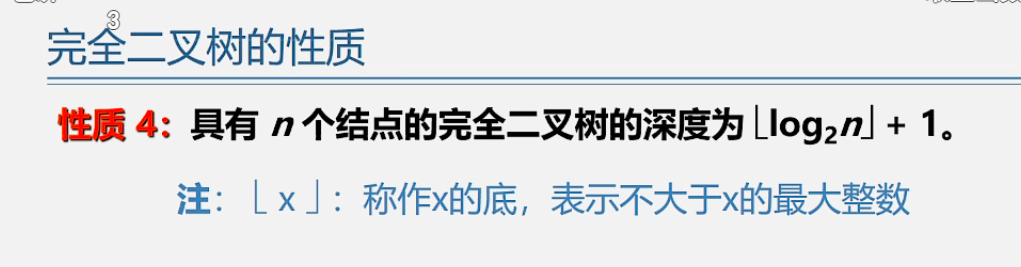 3
完全二叉树的性质
性质 4：具有 n 个结点的完全二叉树的深度为⌊log₂n⌋ + 1。
注：⌊ x ⌋：称作x的底，表示不大于x的最大整数